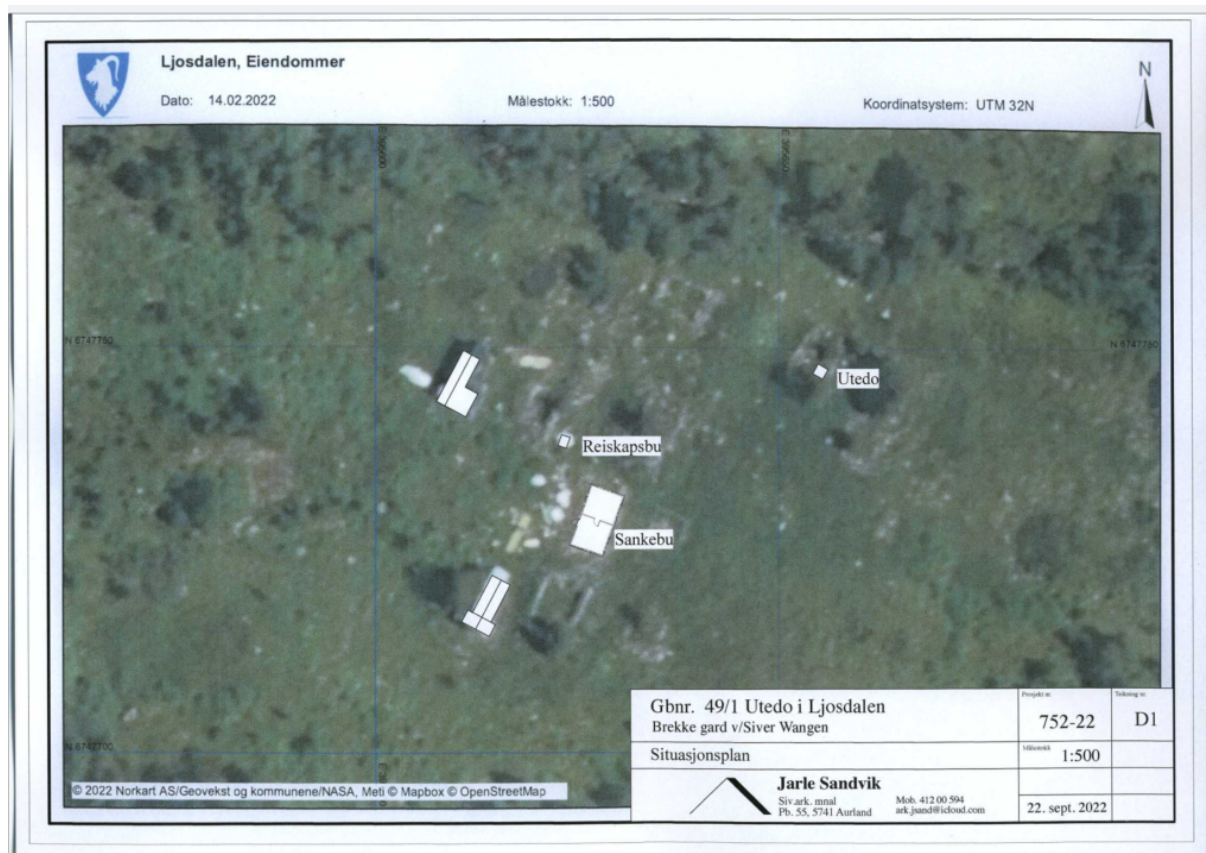 Ljosdalen, Eiendommer
Dato: 14.02.2022
Målestokk: 1:500
Koordinatsystem: UTM 32N
N
N 6747750
N 6747750
Utedo
Reiskapsbu
Sankebu
N 6747700
© 2022 Norkart AS/Geovekst og kommunene/NASA, Meti © Mapbox © OpenStreetMap
Gbnr. 49/1 Utedo i Ljosdalen
Brekke gard v/Siver Wangen
Prosjekt nr.
752-22
Teikning nr.
D1
Situasjonsplan
Målestokk
1:500
Jarle Sandvik
Siv.ark. mnal
Pb. 55, 5741 Aurland
Mob. 412 00 594
ark.jsand@icloud.com
22. sept. 2022